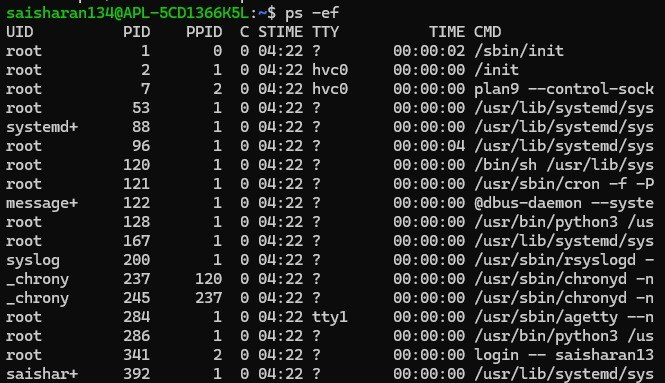 saisharan134@APL-5CD1366K5L:~$ ps -ef
UID PID PPID C STIME TTY TIME CMD
root 1 0 0 04:22 ? 00:00:02 /sbin/init
root 2 1 0 04:22 hvc0 00:00:00 /init
root 7 2 0 04:22 hvc0 00:00:00 plan9 --control-sock
root 53 1 0 04:22 ? 00:00:00 /usr/lib/systemd/sys
systemd+ 88 1 0 04:22 ? 00:00:00 /usr/lib/systemd/sys
root 96 1 0 04:22 ? 00:00:04 /usr/lib/systemd/sys
root 120 1 0 04:22 ? 00:00:00 /bin/sh /usr/lib/sys
root 121 1 0 04:22 ? 00:00:00 /usr/sbin/cron -f -P
message+ 122 1 0 04:22 ? 00:00:00 @dbus-daemon --syste
root 128 1 0 04:22 ? 00:00:00 /usr/bin/python3 /us
root 167 1 0 04:22 ? 00:00:00 /usr/lib/systemd/sys
syslog 200 1 0 04:22 ? 00:00:00 /usr/sbin/rsyslogd -
_chrony 237 120 0 04:22 ? 00:00:00 /usr/sbin/chronyd -n
_chrony 245 237 0 04:22 ? 00:00:00 /usr/sbin/chronyd -n
root 284 1 0 04:22 tty1 00:00:00 /usr/sbin/agetty --n
root 286 1 0 04:22 ? 00:00:00 /usr/bin/python3 /us
root 341 2 0 04:22 ? 00:00:00 login -- saisharan13
saishar+ 392 1 0 04:22 ? 00:00:00 /usr/lib/systemd/sys